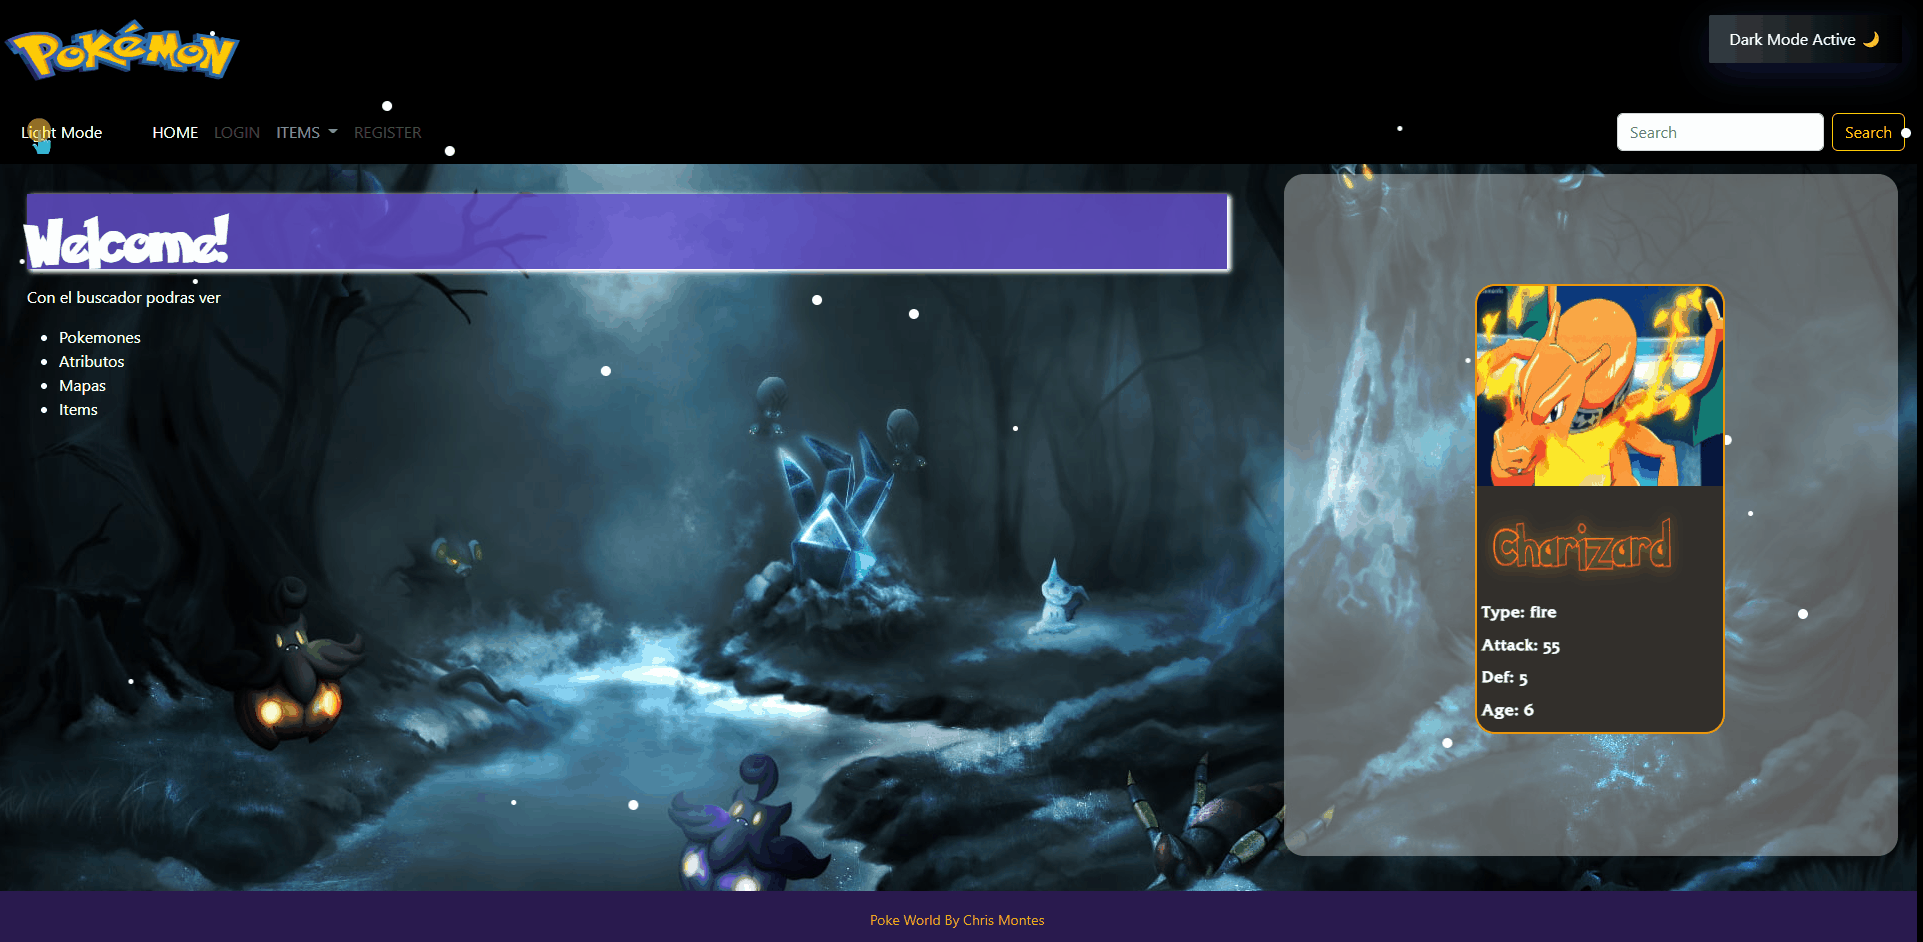 POKéMON
Dark Mode Active 🌙
Light Mode HOME LOGIN ITEMS REGISTER Search Search
Welcome!
Con el buscador podras ver
Pokemones
Atributos
Mapas
Items
Charizard
Type: fire
Attack: 55
Def: 5
Age: 6
Poke World By Chris Montes